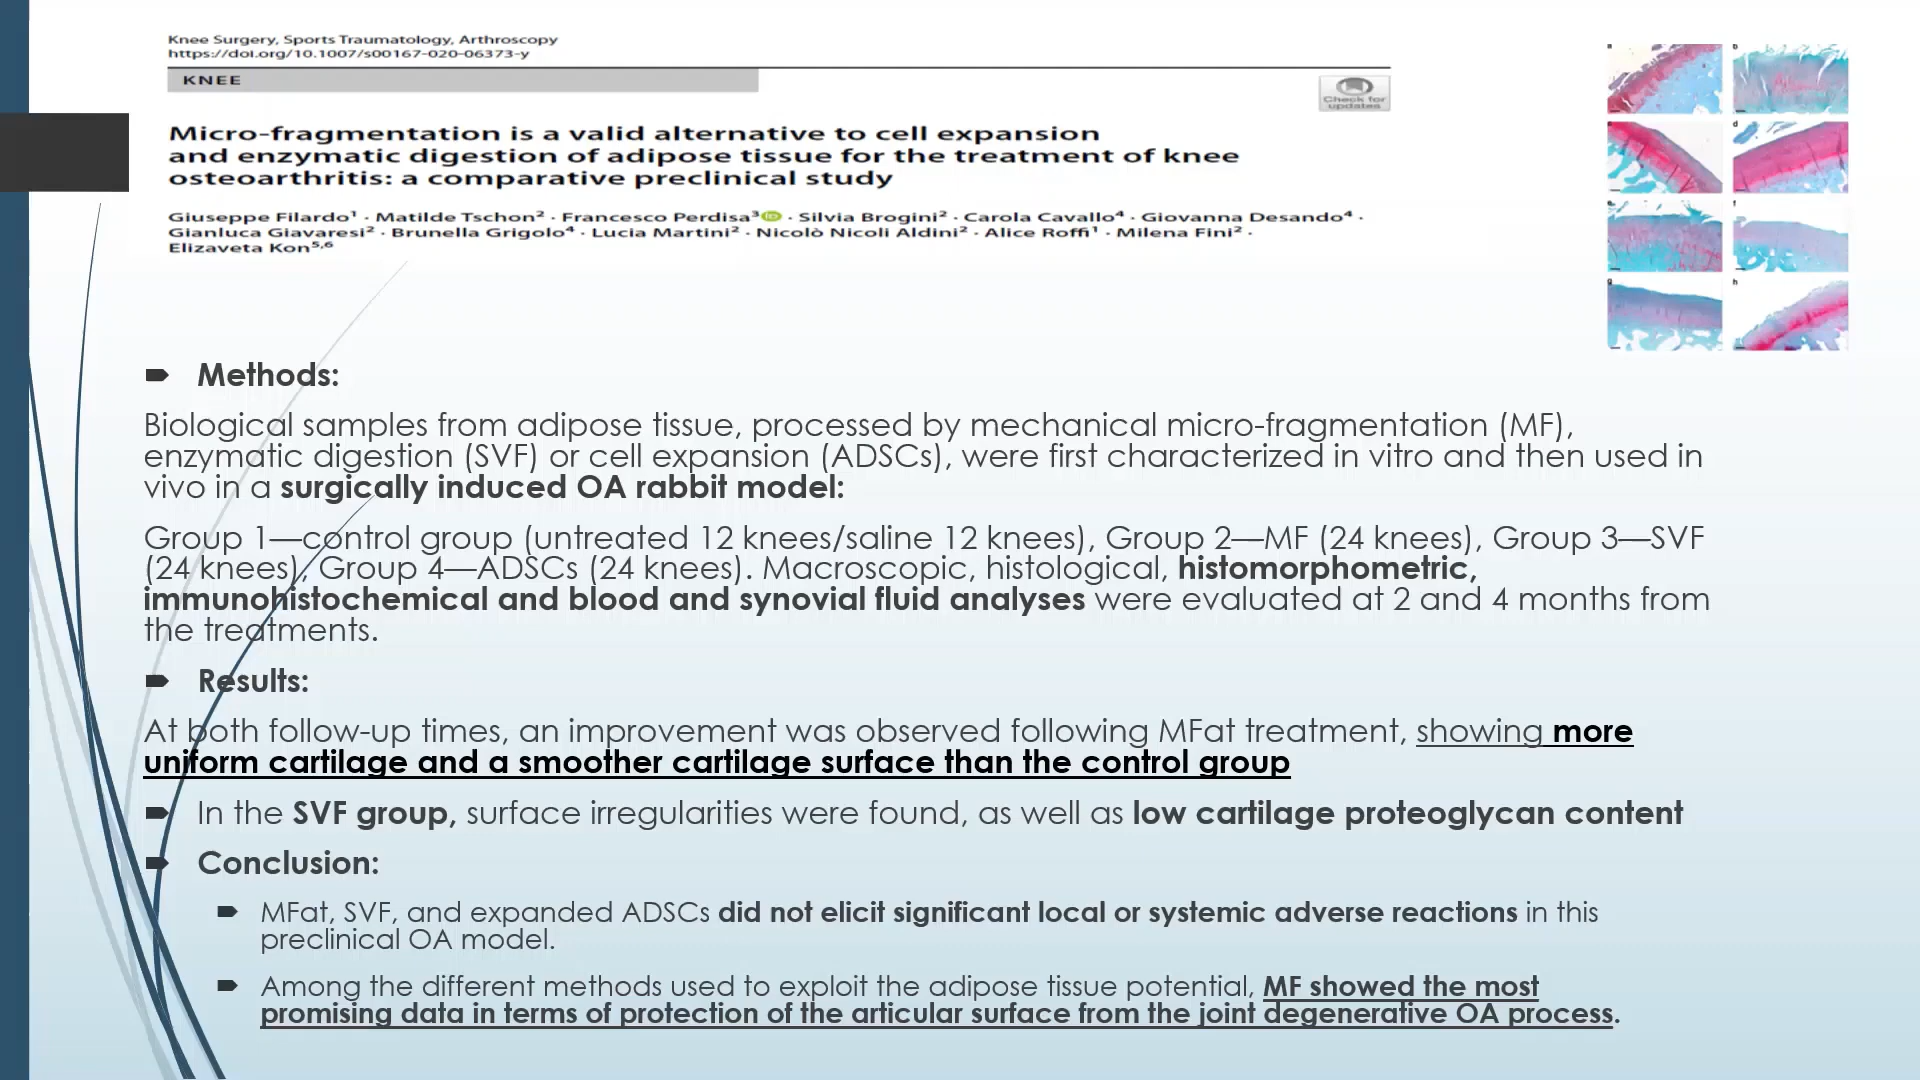 Knee Surgery, Sports Traumatology, Arthroscopy
https://doi.org/10.1007/s00167-020-06373-y
KNEE
Check for
updates
Micro-fragmentation is a valid alternative to cell expansion
and enzymatic digestion of adipose tissue for the treatment of knee
osteoarthritis: a comparative preclinical study
Giuseppe Filardo¹ · Matilde Tschon² · Francesco Perdisa³ iD · Silvia Brogini² · Carola Cavallo⁴ · Giovanna Desando⁴ ·
Gianluca Giavaresi² · Brunella Grigolo⁴ · Lucia Martini² · Nicolò Nicoli Aldini² · Alice Roffi¹ · Milena Fini² ·
Elizaveta Kon⁵,⁶
Methods:
Biological samples from adipose tissue, processed by mechanical micro-fragmentation (MF),
enzymatic digestion (SVF) or cell expansion (ADSCs), were first characterized in vitro and then used in
vivo in a surgically induced OA rabbit model:
Group 1—control group (untreated 12 knees/saline 12 knees), Group 2—MF (24 knees), Group 3—SVF
(24 knees), Group 4—ADSCs (24 knees). Macroscopic, histological, histomorphometric,
immunohistochemical and blood and synovial fluid analyses were evaluated at 2 and 4 months from
the treatments.
Results:
At both follow-up times, an improvement was observed following MFat treatment, showing more
uniform cartilage and a smoother cartilage surface than the control group
In the SVF group, surface irregularities were found, as well as low cartilage proteoglycan content
Conclusion:
MFat, SVF, and expanded ADSCs did not elicit significant local or systemic adverse reactions in this
preclinical OA model.
Among the different methods used to exploit the adipose tissue potential, MF showed the most
promising data in terms of protection of the articular surface from the joint degenerative OA process.